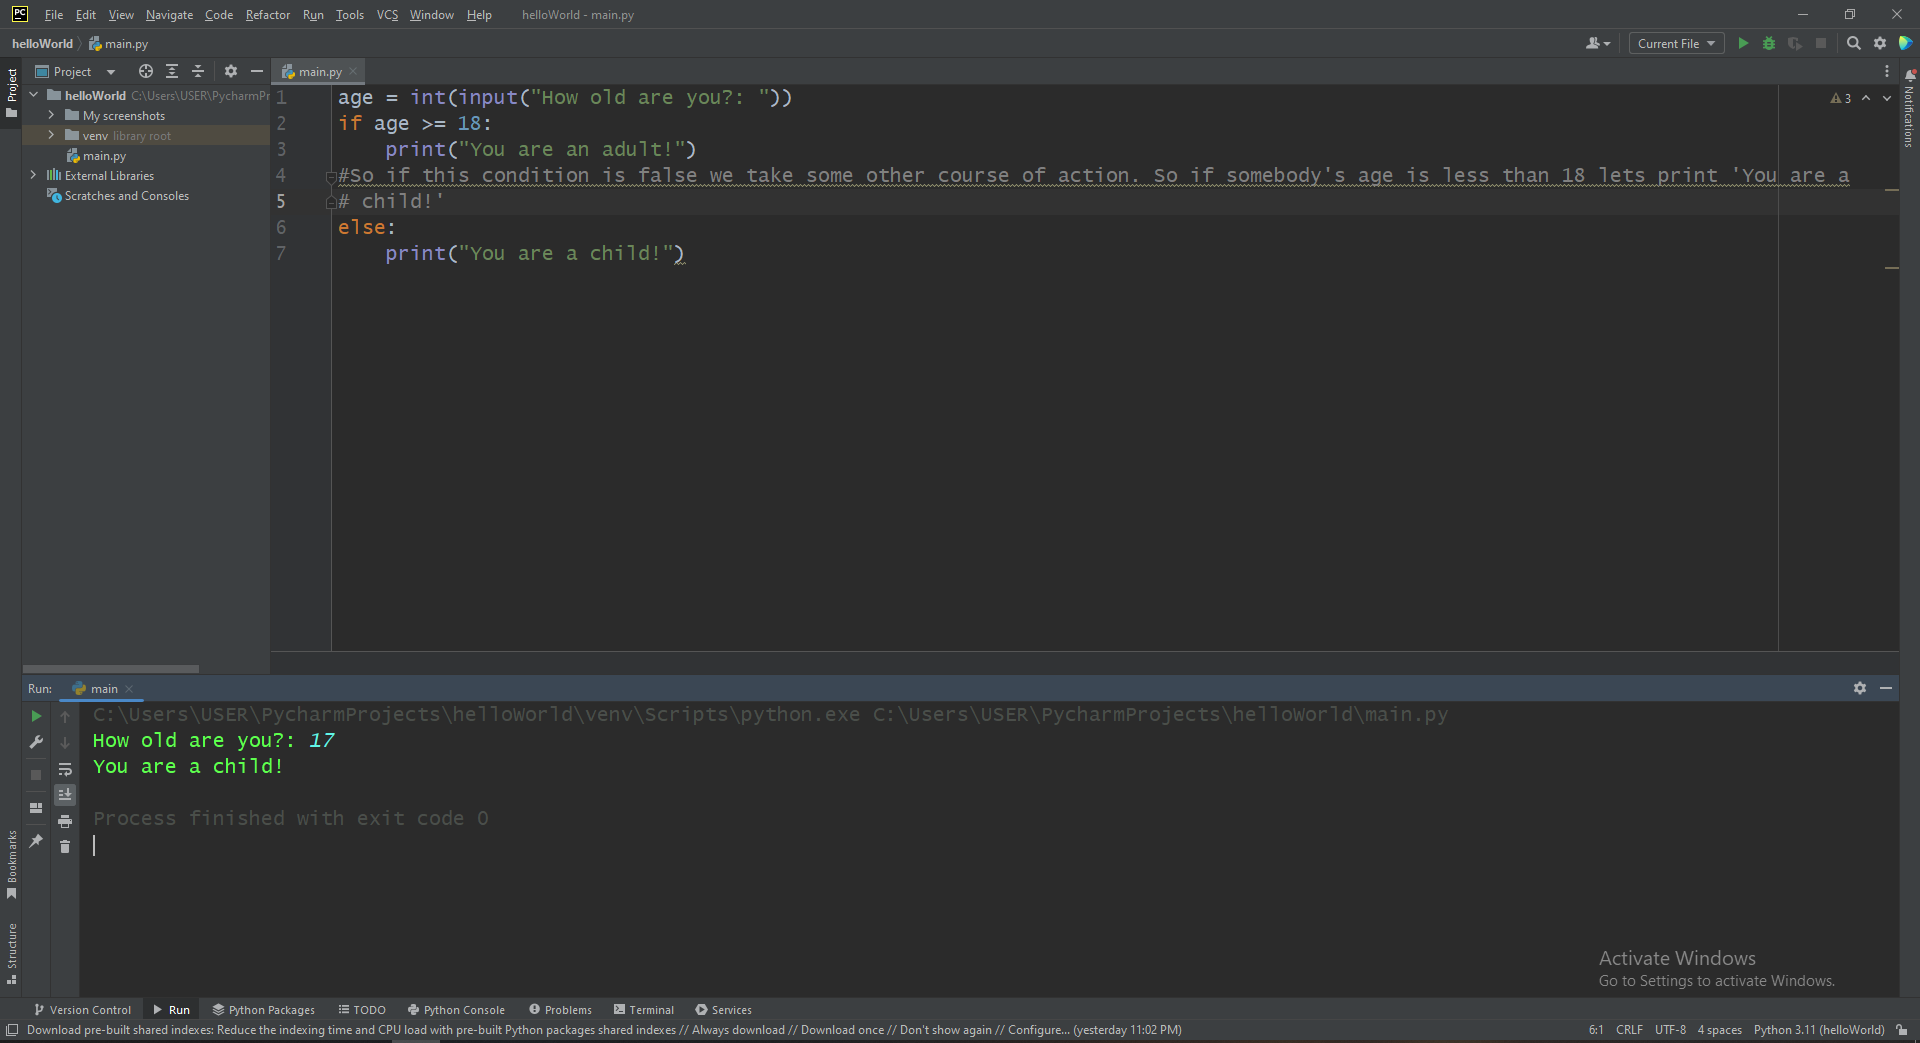 PC File Edit View Navigate Code Refactor Run Tools VCS Window Help helloWorld - main.py
helloWorld main.py Current File
Project main.py
Project
helloWorld C:\Users\USER\PycharmPr
My screenshots
venv library root
main.py
External Libraries
Scratches and Consoles
1 age = int(input("How old are you?: "))
2 if age >= 18:
3 print("You are an adult!")
4 #So if this condition is false we take some other course of action. So if somebody's age is less than 18 lets print 'You are a
5 # child!'
6 else:
7 print("You are a child!")
3
Notifications
Run: main
C:\Users\USER\PycharmProjects\helloWorld\venv\Scripts\python.exe C:\Users\USER\PycharmProjects\helloWorld\main.py
How old are you?: 17
You are a child!
Process finished with exit code 0
Bookmarks
Structure
Activate Windows
Go to Settings to activate Windows.
Version Control Run Python Packages TODO Python Console Problems Terminal Services
Download pre-built shared indexes: Reduce the indexing time and CPU load with pre-built Python packages shared indexes // Always download // Download once // Don't show again // Configure... (yesterday 11:02 PM) 6:1 CRLF UTF-8 4 spaces Python 3.11 (helloWorld)